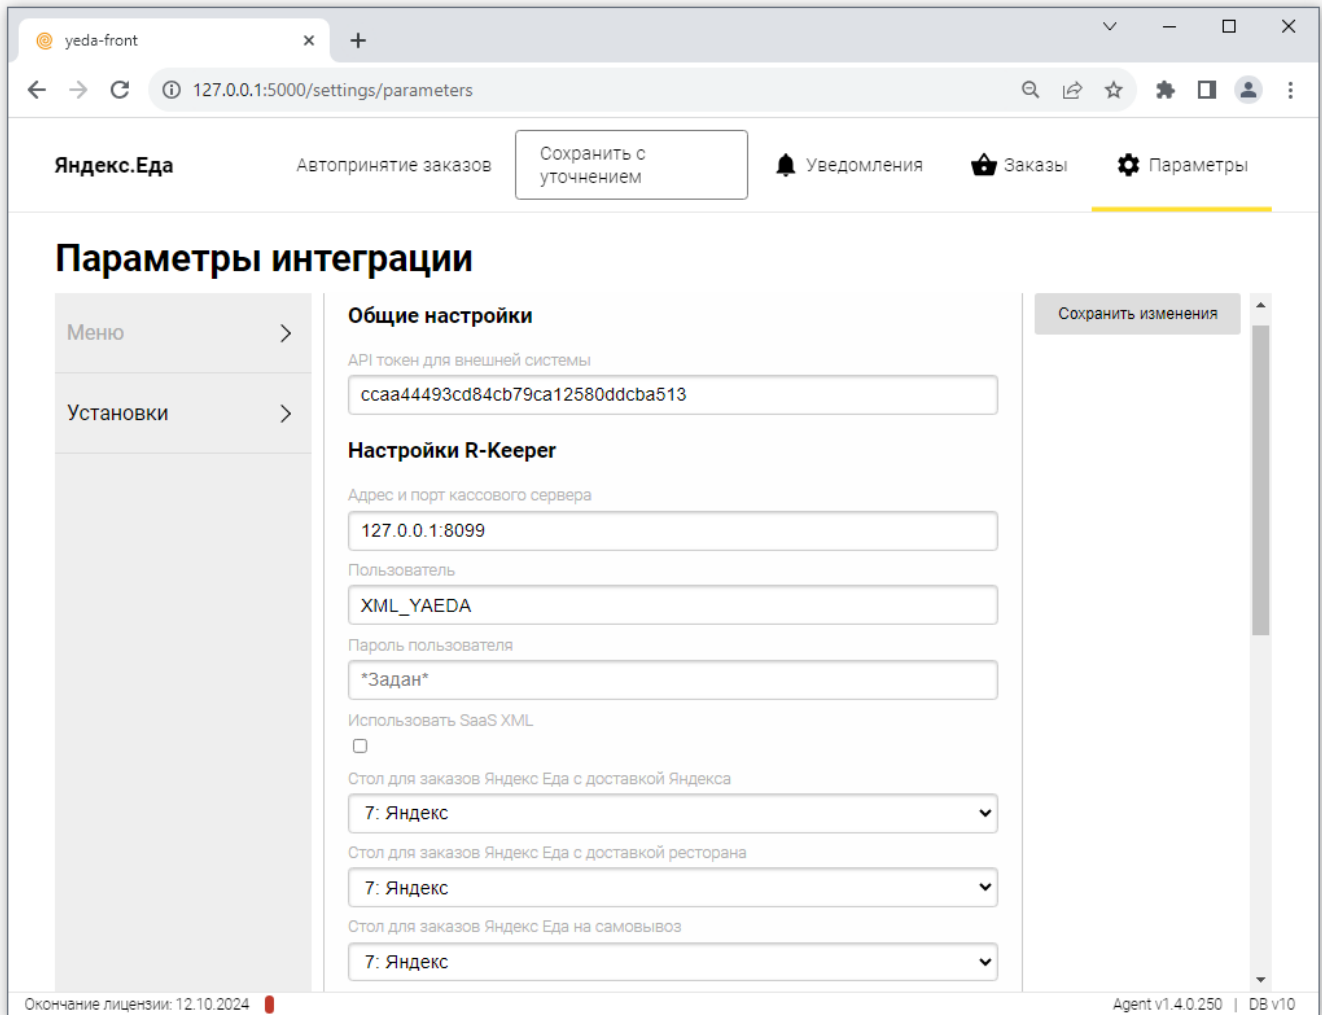 yeda-front
127.0.0.1:5000/settings/parameters
Яндекс.Еда
Автопринятие заказов
Сохранить с
уточнением
Уведомления
Заказы
Параметры
Параметры интеграции
Меню
Установки
Общие настройки
API токен для внешней системы
ccaa44493cd84cb79ca12580ddcba513
Настройки R-Keeper
Адрес и порт кассового сервера
127.0.0.1:8099
Пользователь
XML_YAEDA
Пароль пользователя
*Задан*
Использовать SaaS XML
Стол для заказов Яндекс Еда с доставкой Яндекса
7: Яндекс
Стол для заказов Яндекс Еда с доставкой ресторана
7: Яндекс
Стол для заказов Яндекс Еда на самовывоз
7: Яндекс
Сохранить изменения
Окончание лицензии: 12.10.2024
Agent v1.4.0.250 | DB v10